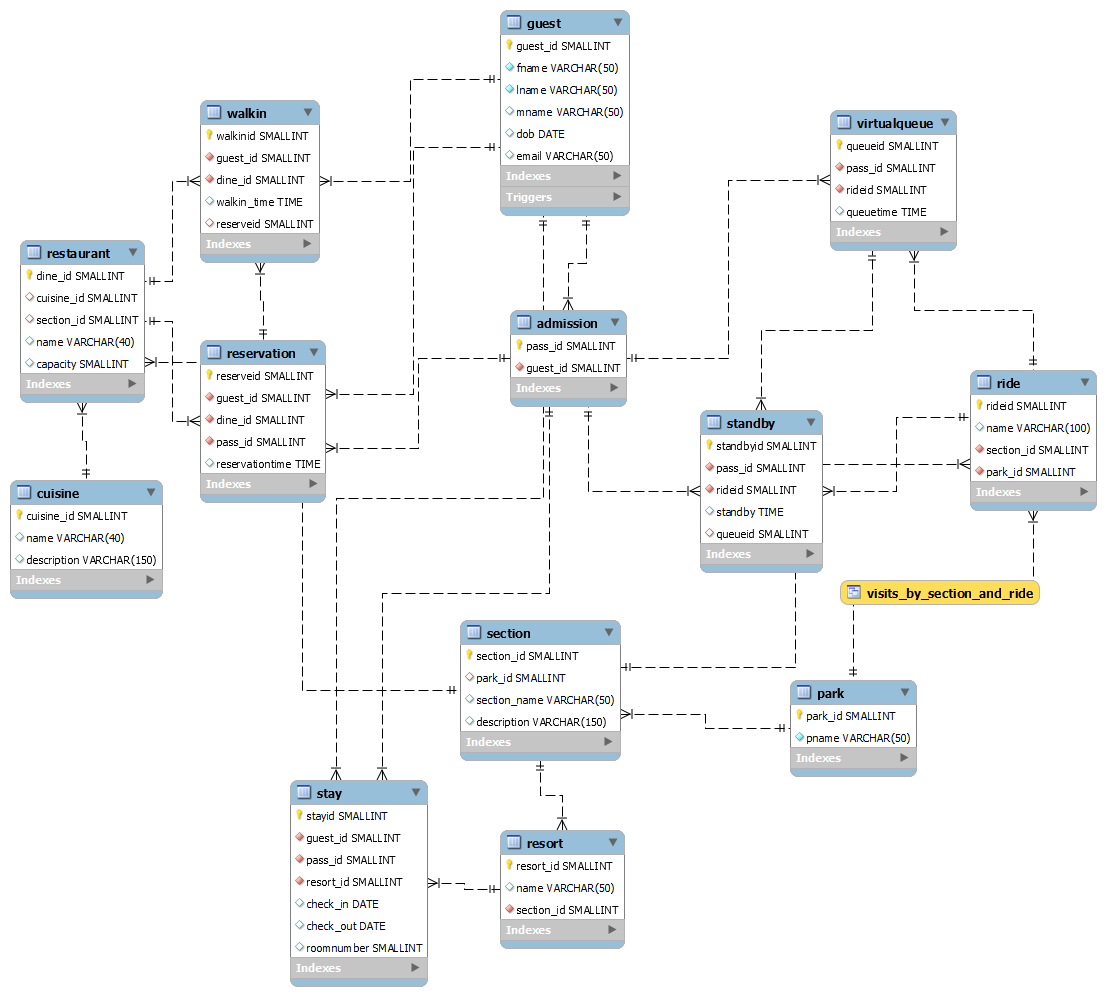 guest
guest_id SMALLINT
fname VARCHAR(50)
lname VARCHAR(50)
mname VARCHAR(50)
dob DATE
email VARCHAR(50)
Indexes
Triggers
walkin
walkinid SMALLINT
guest_id SMALLINT
dine_id SMALLINT
walkin_time TIME
reserveid SMALLINT
Indexes
virtualqueue
queueid SMALLINT
pass_id SMALLINT
rideid SMALLINT
queuetime TIME
Indexes
restaurant
dine_id SMALLINT
cuisine_id SMALLINT
section_id SMALLINT
name VARCHAR(40)
capacity SMALLINT
Indexes
admission
pass_id SMALLINT
guest_id SMALLINT
Indexes
reservation
reserveid SMALLINT
guest_id SMALLINT
dine_id SMALLINT
pass_id SMALLINT
reservationtime TIME
Indexes
ride
rideid SMALLINT
name VARCHAR(100)
section_id SMALLINT
park_id SMALLINT
Indexes
standby
standbyid SMALLINT
pass_id SMALLINT
rideid SMALLINT
standby TIME
queueid SMALLINT
Indexes
cuisine
cuisine_id SMALLINT
name VARCHAR(40)
description VARCHAR(150)
Indexes
visits_by_section_and_ride
section
section_id SMALLINT
park_id SMALLINT
section_name VARCHAR(50)
description VARCHAR(150)
Indexes
park
park_id SMALLINT
pname VARCHAR(50)
Indexes
stay
stayid SMALLINT
guest_id SMALLINT
pass_id SMALLINT
resort_id SMALLINT
check_in DATE
check_out DATE
roomnumber SMALLINT
Indexes
resort
resort_id SMALLINT
name VARCHAR(50)
section_id SMALLINT
Indexes